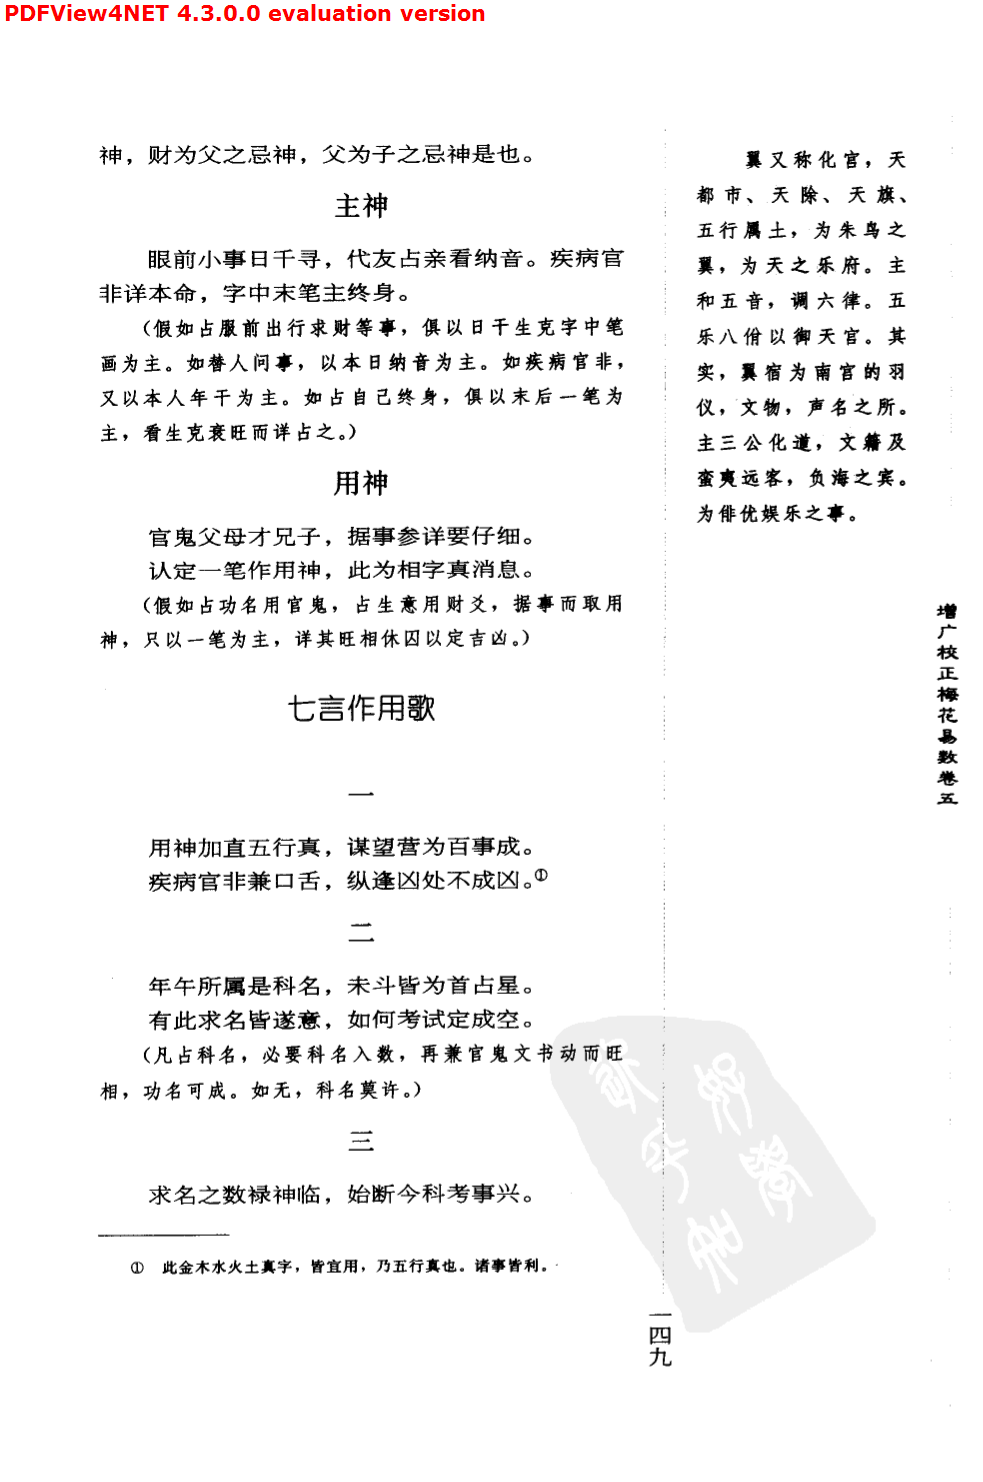 PDFView4NET 4.3.0.0 evaluation version
神，财为父之忌神，父为子之忌神是也。
主神
眼前小事日千寻，代友占亲看纳音。疾病官
非详本命，字中末笔主终身。
（假如占服前出行求财等事，俱以日干生克字中笔
画为主。如替人问事，以本日纳音为主。如疾病官非，
又以本人年干为主。如占自己终身，俱以末后一笔为
主，看生克衰旺而详占之。）
用神
官鬼父母才兄子，据事参详要仔细。
认定一笔作用神，此为相字真消息。
（假如占功名用官鬼，占生意用财爻，据事而取用
神，只以一笔为主，详其旺相休囚以定吉凶。）
七言作用歌
一
用神加直五行真，谋望营为百事成。
疾病官非兼口舌，纵逢凶处不成凶。①
二
年午所属是科名，未斗皆为首占星。
有此求名皆遂意，如何考试定成空。
（凡占科名，必要科名入数，再兼官鬼文书动而旺
相，功名可成。如无，科名莫许。）
三
求名之数禄神临，始断今科考事兴。
① 此金木水火土真字，皆宜用，乃五行真也。诸事皆利。
翼又称化宫，天
都市、天除、天旗、
五行属土，为朱鸟之
翼，为天之乐府。主
和五音，调六律。五
乐八佾以御天官。其
实，翼宿为南宫的羽
仪，文物，声名之所。
主三公化道，文籍及
蛮夷远客，负海之宾。
为俳优娱乐之事。
增广校正梅花易数卷五
一四九